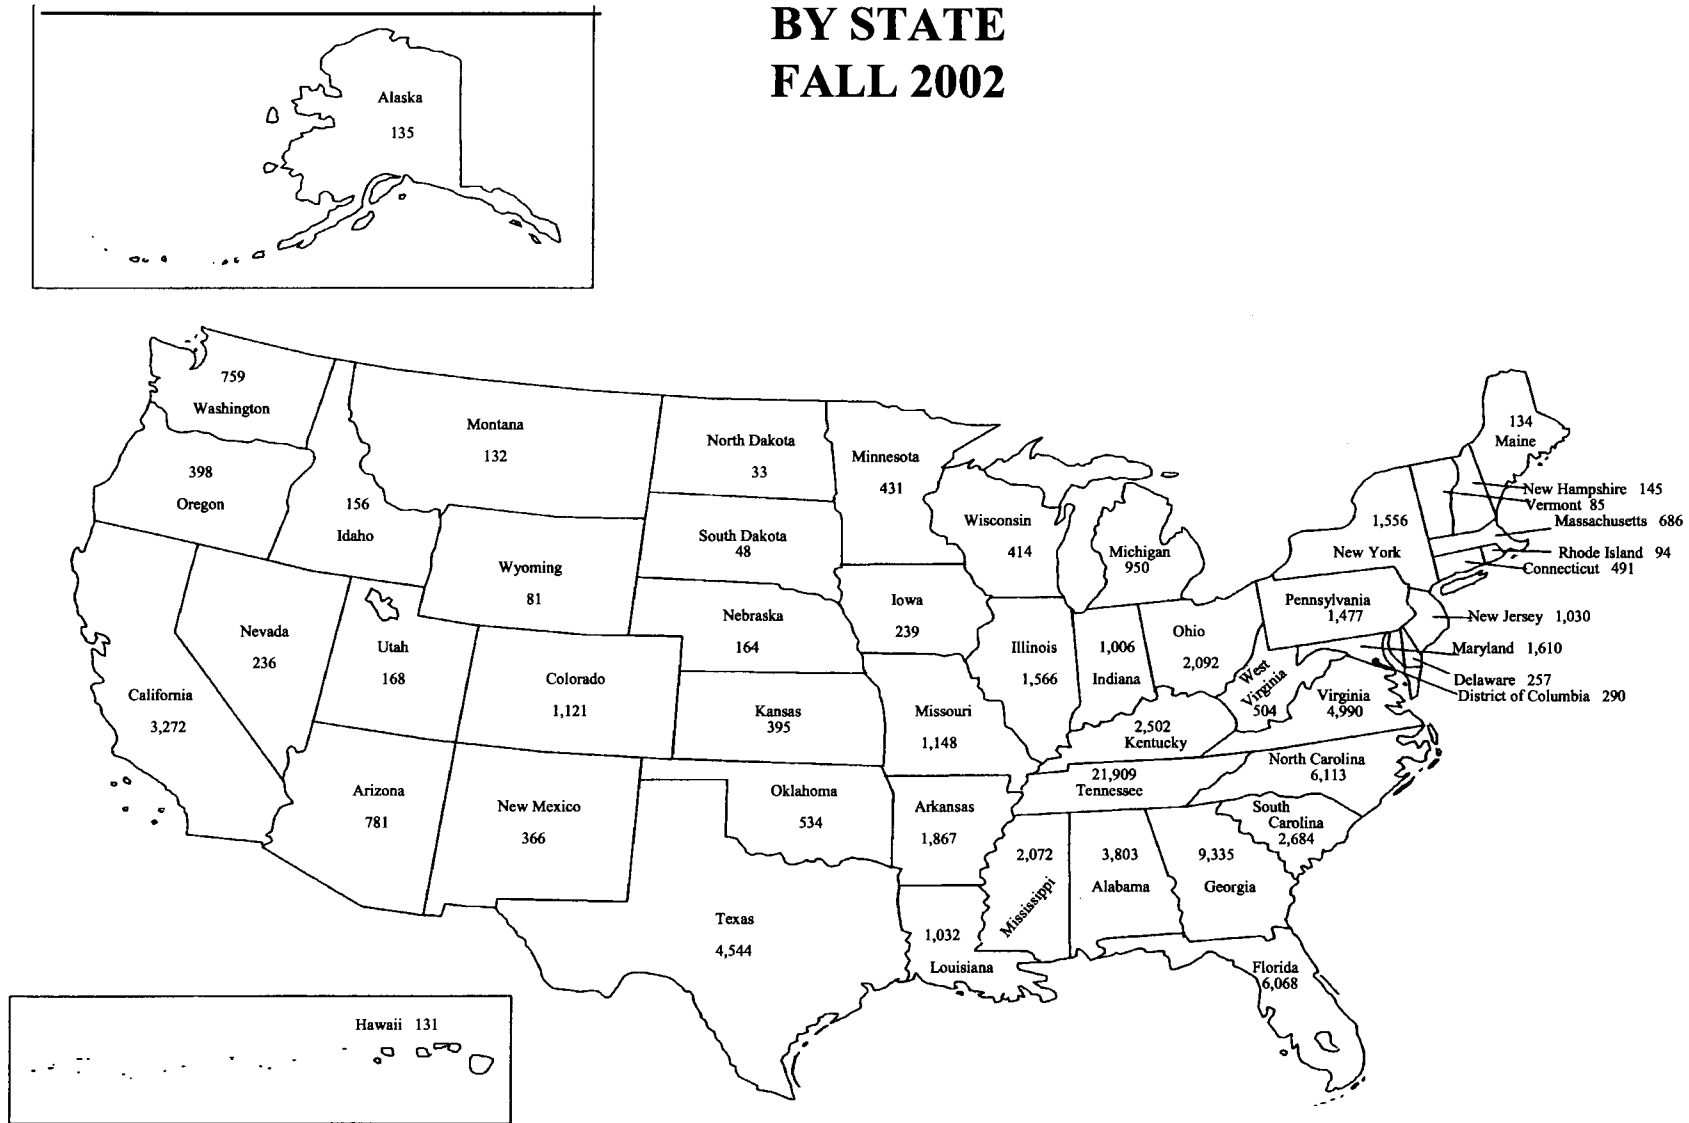 BY STATE
FALL 2002
Alaska
135
759
Washington
398
Oregon
156
Idaho
Montana
132
Wyoming
81
North Dakota
33
South Dakota
48
Nebraska
164
Minnesota
431
Iowa
239
Wisconsin
414
Michigan
950
Nevada
236
Utah
168
California
3,272
Colorado
1,121
Kansas
395
Missouri
1,148
Illinois
1,566
1,006
Indiana
Ohio
2,092
West
Virginia
504
Virginia
4,990
Pennsylvania
1,477
1,556
New York
134
Maine
New Hampshire 145
Vermont 85
Massachusetts 686
Rhode Island 94
Connecticut 491
New Jersey 1,030
Maryland 1,610
Delaware 257
District of Columbia 290
2,502
Kentucky
21,909
Tennessee
North Carolina
6,113
South
Carolina
2,684
Arizona
781
New Mexico
366
Oklahoma
534
Arkansas
1,867
2,072
Mississippi
3,803
Alabama
9,335
Georgia
Texas
4,544
1,032
Louisiana
Florida
6,068
Hawaii 131